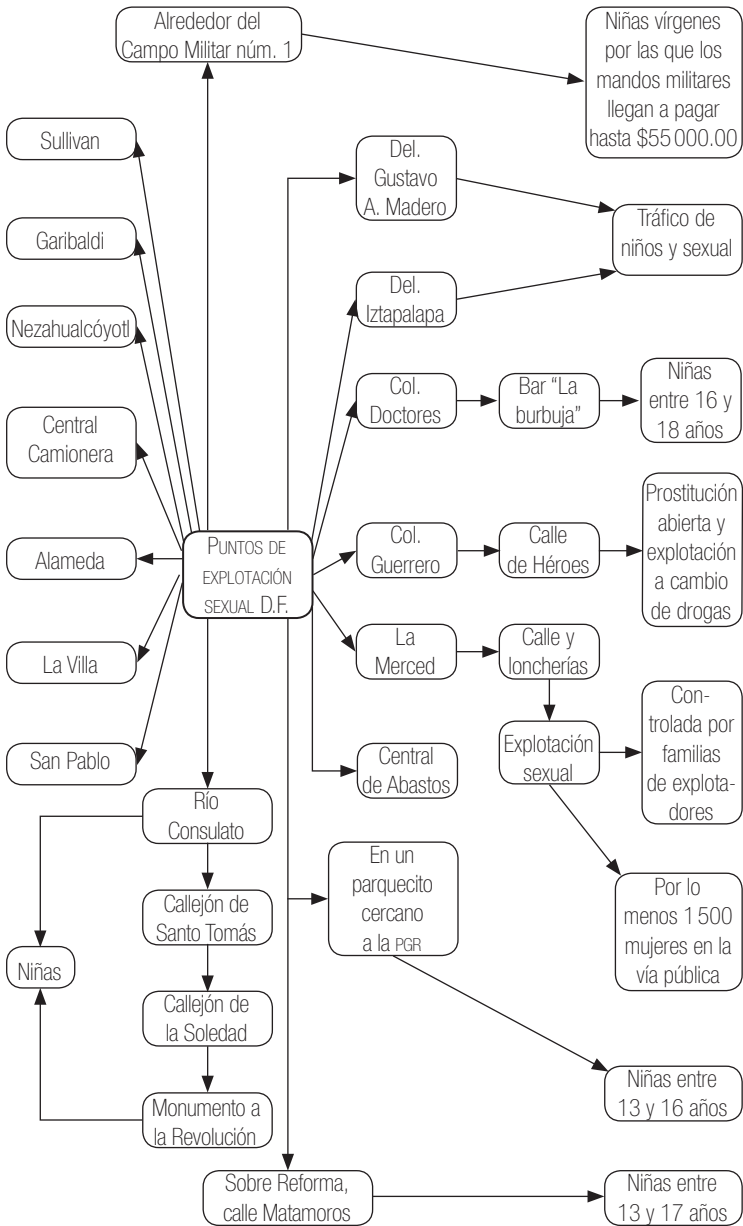 Alrededor del
Campo Militar núm. 1
Niñas vírgenes
por las que los
mandos militares
llegan a pagar
hasta $55 000.00
Sullivan
Garibaldi
Nezahualcóyotl
Central
Camionera
Alameda
La Villa
San Pablo
PUNTOS DE
EXPLOTACIÓN
SEXUAL D.F.
Del.
Gustavo
A. Madero
Tráfico de
niños y sexual
Del.
Iztapalapa
Col.
Doctores
Bar “La
burbuja”
Niñas
entre 16 y
18 años
Col.
Guerrero
Calle
de Héroes
Prostitución
abierta y
explotación
a cambio
de drogas
La
Merced
Calle y
loncherías
Explotación
sexual
Con-
trolada por
familias
de explota-
dores
Por lo
menos 1 500
mujeres en la
vía pública
Central
de Abastos
Río
Consulato
Callejón de
Santo Tomás
Niñas
Callejón de
la Soledad
Monumento a
la Revolución
En un
parquecito
cercano
a la PGR
Niñas entre
13 y 16 años
Sobre Reforma,
calle Matamoros
Niñas entre
13 y 17 años